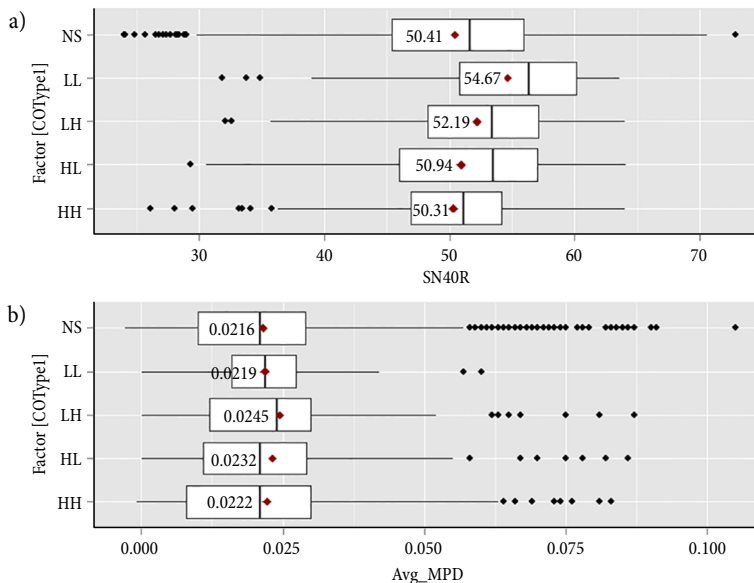 a)
Factor [COType1]
NS
50.41
LL
54.67
LH
52.19
HL
50.94
HH
50.31
30 40 50 60 70
SN40R
b)
Factor [COType1]
NS
0.0216
LL
0.0219
LH
0.0245
HL
0.0232
HH
0.0222
0.000 0.025 0.050 0.075 0.100
Avg_MPD